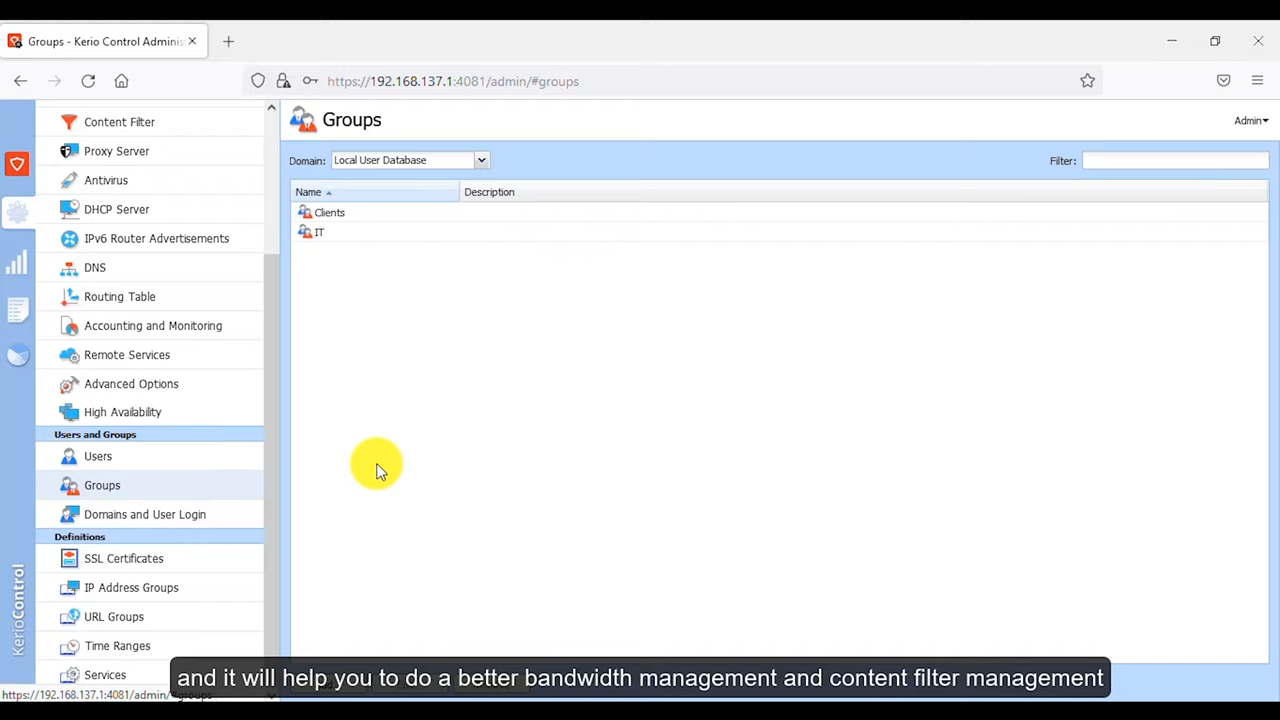 Groups - Kerio Control Adminis
https://192.168.137.1:4081/admin/#groups
Content Filter
Proxy Server
Antivirus
DHCP Server
IPv6 Router Advertisements
DNS
Routing Table
Accounting and Monitoring
Remote Services
Advanced Options
High Availability
Users and Groups
Users
Groups
Domains and User Login
Definitions
SSL Certificates
IP Address Groups
URL Groups
Time Ranges
Services
KerioControl
Groups
Admin
Domain: Local User Database
Filter:
Name Description
Clients
IT
and it will help you to do a better bandwidth management and content filter management
https://192.168.137.1:4081/admin/#groups